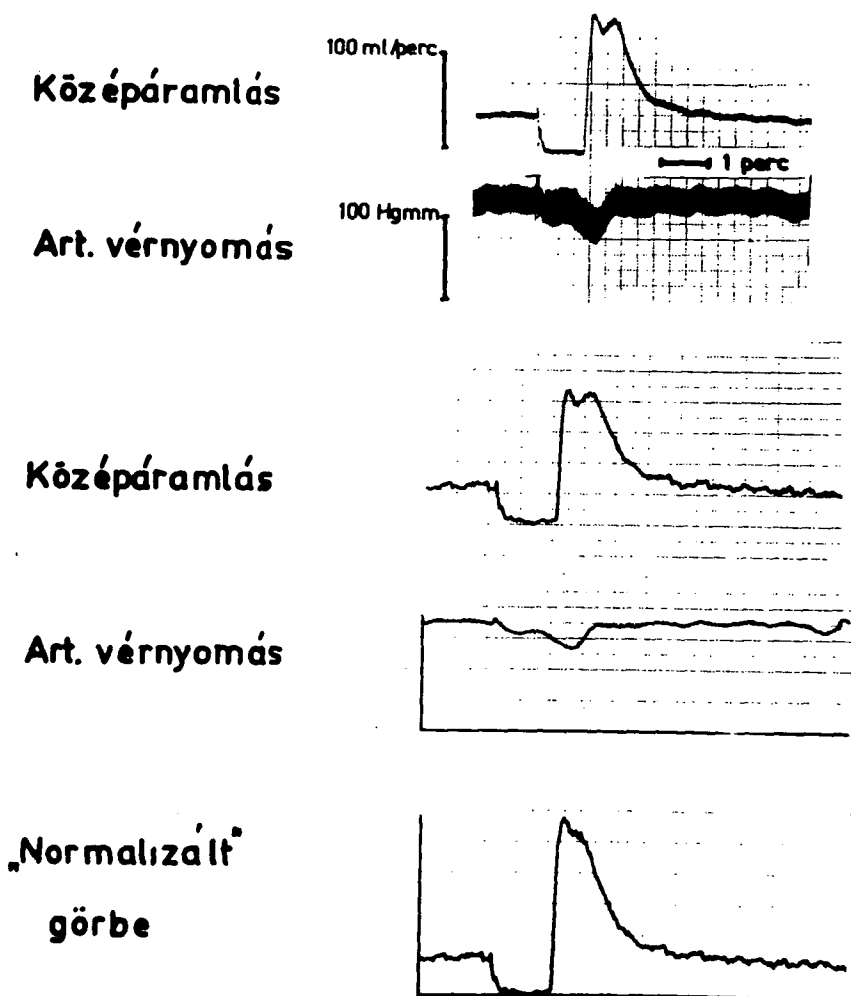 100 ml/perc
Középáramlás
1 perc
100 Hgmm
Art. vérnyomás
Középáramlás
Art. vérnyomás
„Normalizált”
görbe